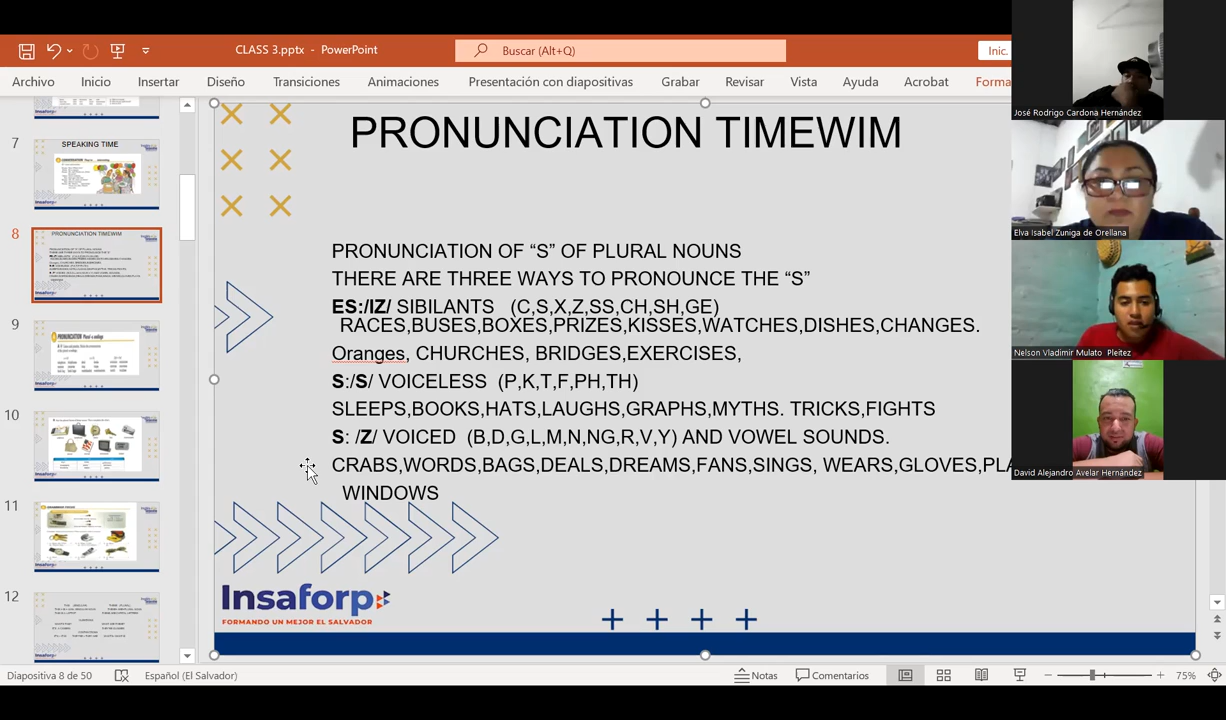 CLASS 3.pptx - PowerPoint
Buscar (Alt+Q)
Inic.
Archivo Inicio Insertar Diseño Transiciones Animaciones Presentación con diapositivas Grabar Revisar Vista Ayuda Acrobat Forma
7
SPEAKING TIME
8
PRONUNCIATION TIMEWIM
9
10
11
12
PRONUNCIATION TIMEWIM
PRONUNCIATION OF “S” OF PLURAL NOUNS
THERE ARE THREE WAYS TO PRONOUNCE THE “S”
ES:/IZ/ SIBILANTS (C,S,X,Z,SS,CH,SH,GE)
RACES,BUSES,BOXES,PRIZES,KISSES,WATCHES,DISHES,CHANGES.
Oranges, CHURCHES, BRIDGES,EXERCISES,
S:/S/ VOICELESS (P,K,T,F,PH,TH)
SLEEPS,BOOKS,HATS,LAUGHS,GRAPHS,MYTHS. TRICKS,FIGHTS
S: /Z/ VOICED (B,D,G,L,M,N,NG,R,V,Y) AND VOWEL SOUNDS.
CRABS,WORDS,BAGS,DEALS,DREAMS,FANS,SINGS, WEARS,GLOVES,PLA
WINDOWS
Insaforp
FORMANDO UN MEJOR EL SALVADOR
José Rodrigo Cardona Hernández
Elva Isabel Zuniga de Orellana
Nelson Vladimir Mulato Pleitez
David Alejandro Avelar Hernández
Diapositiva 8 de 50
Español (El Salvador)
Notas
Comentarios
75%